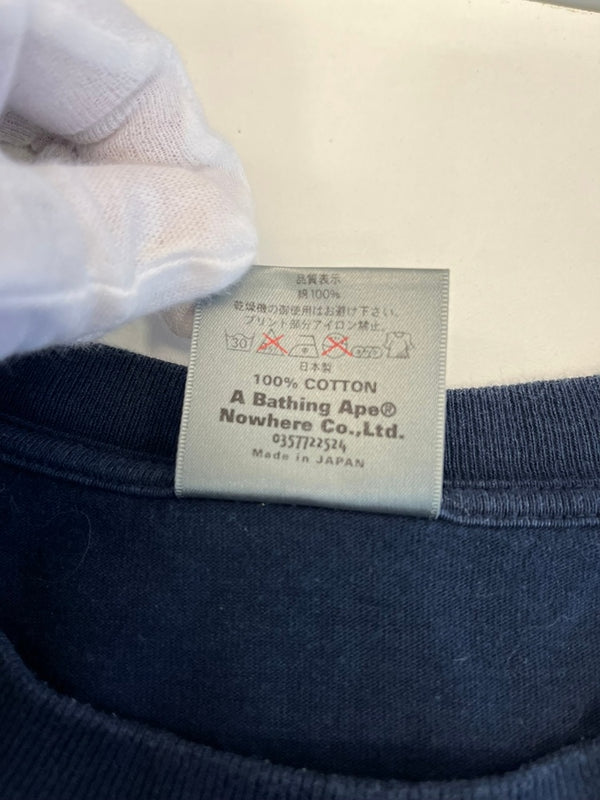 品質表示
綿100%
乾燥機の御使用はお避け下さい。
プリント部分アイロン禁止。
30
日本製
100% COTTON
A Bathing Ape®
Nowhere Co.,Ltd.
0357722524
Made in JAPAN